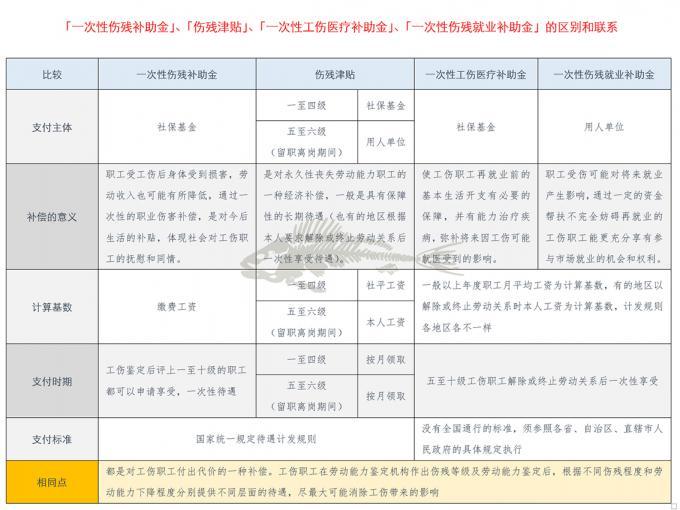 「一次性伤残补助金」、「伤残津贴」、「一次性工伤医疗补助金」、「一次性伤残就业补助金」的区别和联系
比较
一次性伤残补助金
伤残津贴
一次性工伤医疗补助金
一次性伤残就业补助金
支付主体
社保基金
一至四级
社保基金
五至六级
（留职离岗期间）
用人单位
社保基金
用人单位
补偿的意义
职工受工伤后身体受到损害，劳
动收入也可能有所降低，通过一
次性的职业伤害补偿，是对今后
生活的补贴，体现社会对工伤职
工的抚慰和同情。
是对永久性丧失劳动能力职工的
一种经济补偿，一般是具有保障
性的长期待遇（也有的地区根据
本人要求解除或终止劳动关系后
一次性享受待遇）。
使工伤职工再就业前的
基本生活开支有必要的
保障，并有能力治疗疾
病，弥补将来因工伤可能
就医受到的影响。
职工受伤可能对将来就业
产生影响，通过一定的资金
帮扶不完全妨碍再就业的
工伤职工能更充分享有参
与市场就业的机会和权利。
计算基数
缴费工资
一至四级
社平工资
五至六级
（留职离岗期间）
本人工资
一般以上年度职工月平均工资为计算基数，有的地区以
解除或终止劳动关系时本人工资为计算基数，计发规则
各地区各不一样
支付时期
工伤鉴定后评上一至十级的职工
都可以申请享受，一次性待遇
一至四级
按月领取
五至六级
（留职离岗期间）
按月领取
五至十级工伤职工解除或终止劳动关系后一次性享受
支付标准
国家统一规定待遇计发规则
没有全国通行的标准，须参照各省、自治区、直辖市人
民政府的具体规定执行
相同点
都是对工伤职工付出代价的一种补偿。工伤职工在劳动能力鉴定机构作出伤残等级及劳动能力鉴定后，根据不同伤残程度和劳
动能力下降程度分别提供不同层面的待遇，尽最大可能消除工伤带来的影响